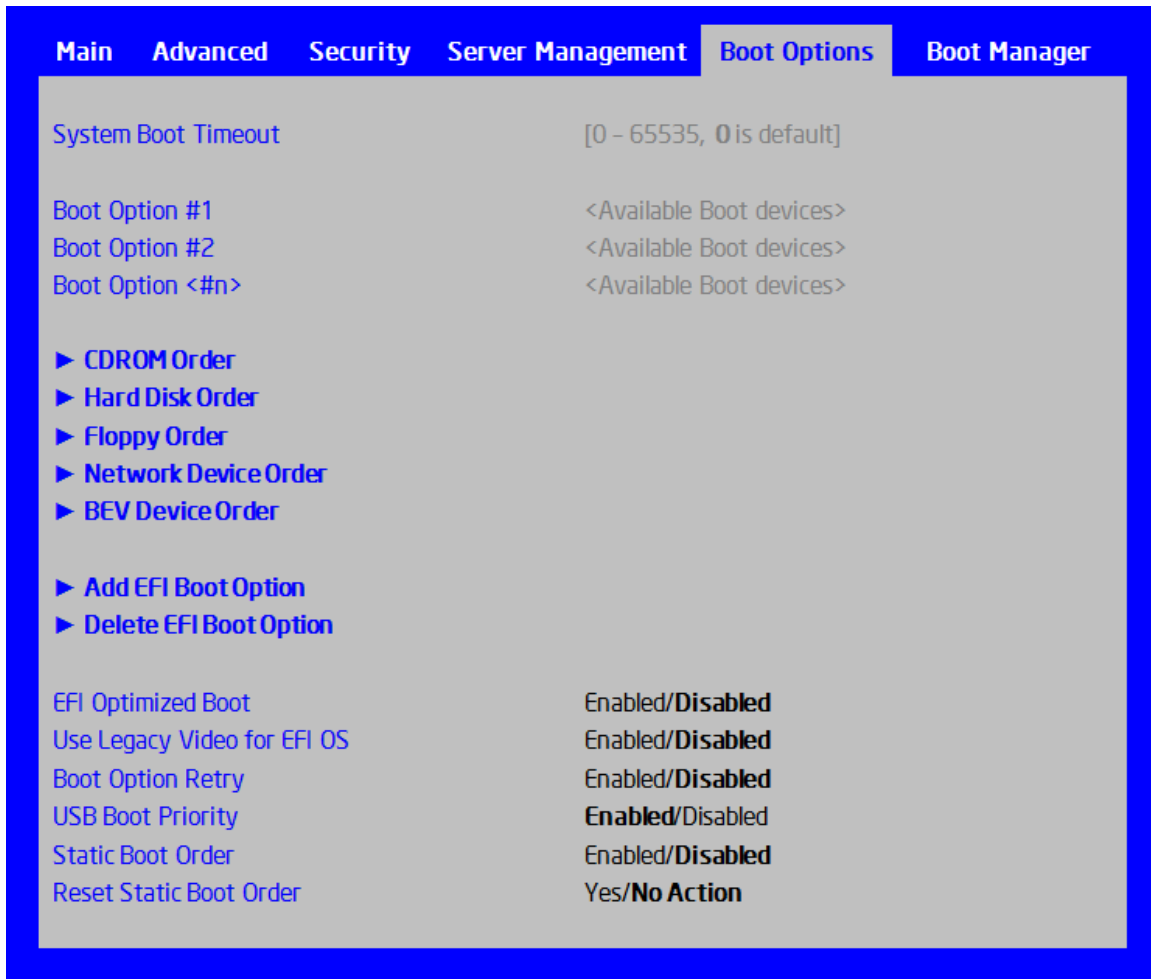 Main Advanced Security Server Management Boot Options Boot Manager
System Boot Timeout [0 – 65535, 0 is default]
Boot Option #1 <Available Boot devices>
Boot Option #2 <Available Boot devices>
Boot Option <#n> <Available Boot devices>
► CDROM Order
► Hard Disk Order
► Floppy Order
► Network Device Order
► BEV Device Order
► Add EFI Boot Option
► Delete EFI Boot Option
EFI Optimized Boot Enabled/Disabled
Use Legacy Video for EFI OS Enabled/Disabled
Boot Option Retry Enabled/Disabled
USB Boot Priority Enabled/Disabled
Static Boot Order Enabled/Disabled
Reset Static Boot Order Yes/No Action